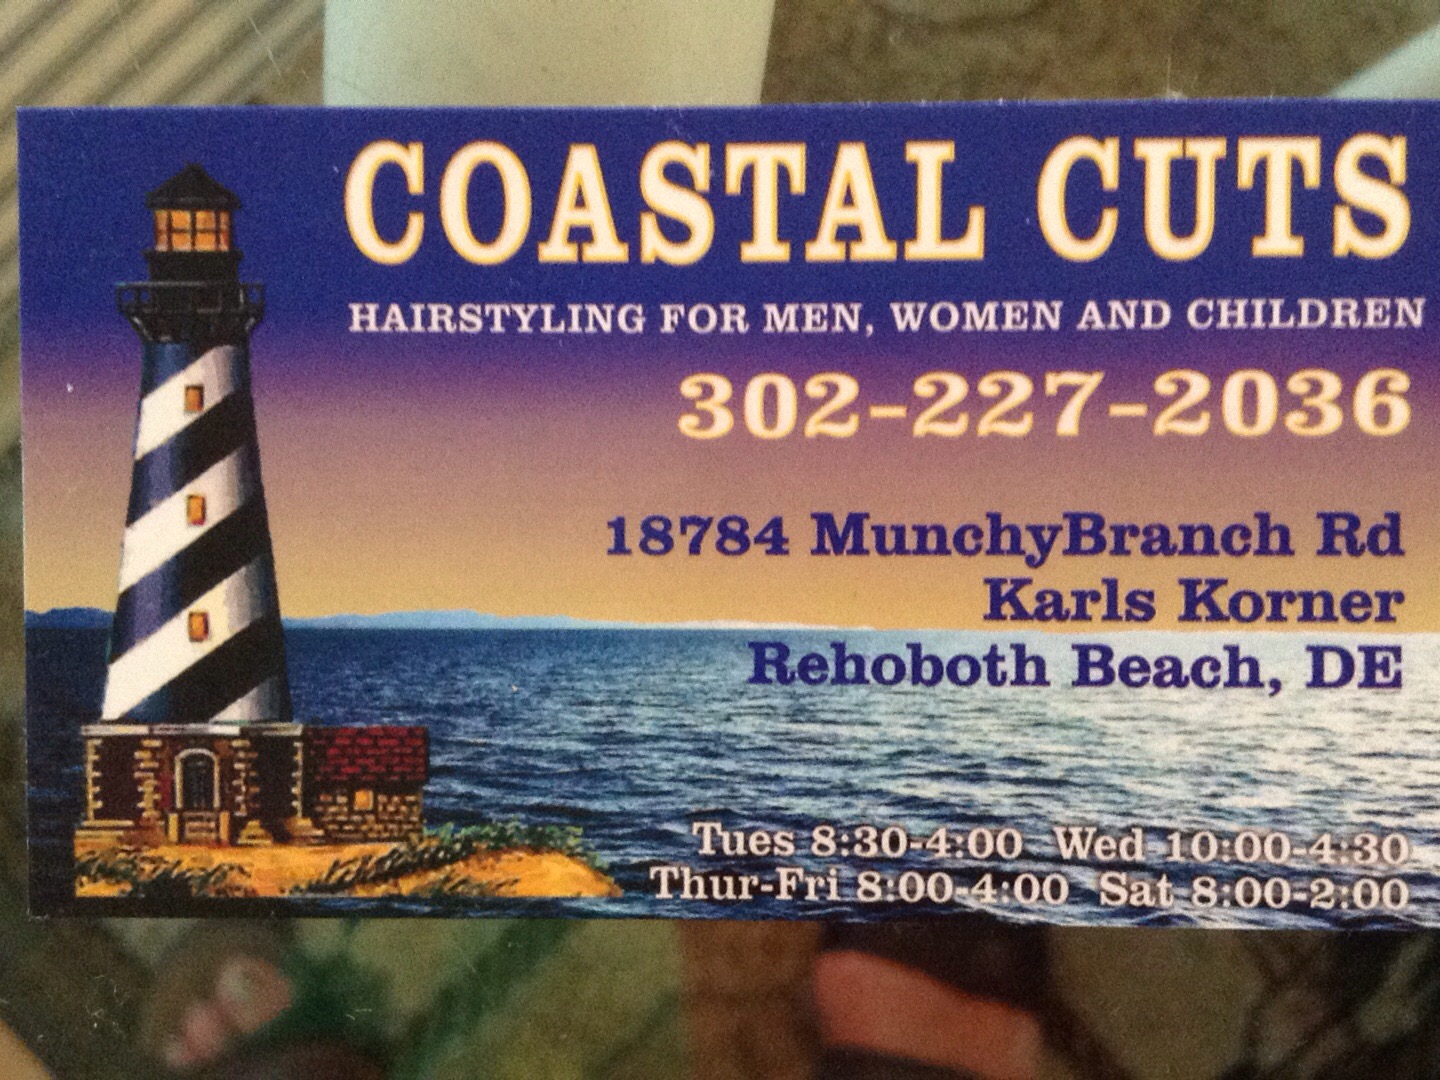 COASTAL CUTS
HAIRSTYLING FOR MEN, WOMEN AND CHILDREN
302-227-2036
18784 MunchyBranch Rd
Karls Korner
Rehoboth Beach, DE
Tues 8:30-4:00 Wed 10:00-4:30
Thur-Fri 8:00-4:00 Sat 8:00-2:00